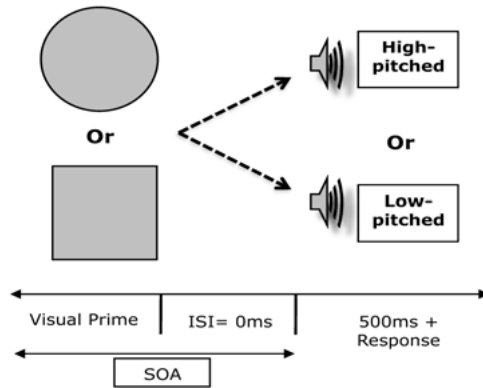 High-
pitched
Or
Or
Low-
pitched
Visual Prime
ISI= 0ms
500ms +
Response
SOA